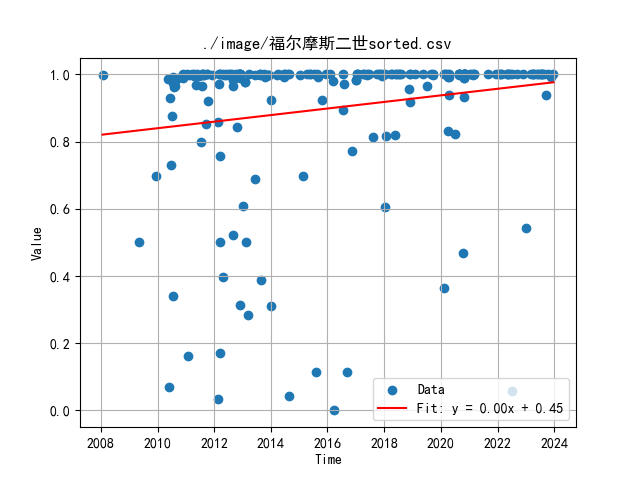 ./image/福尔摩斯二世sorted.csv
1.0
0.8
0.6
0.4
0.2
0.0
Value
Data
Fit: y = 0.00x + 0.45
2008 2010 2012 2014 2016 2018 2020 2022 2024
Time